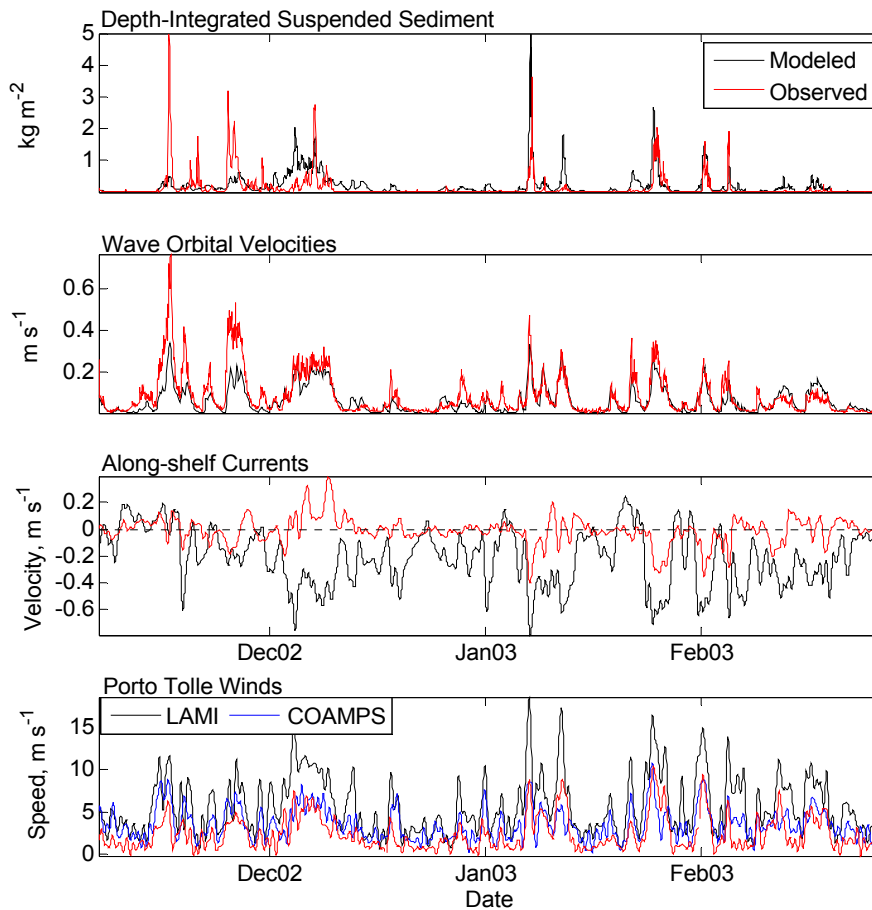 Depth-Integrated Suspended Sediment
5
4
3
2
1
kg m-2
Modeled
Observed
Wave Orbital Velocities
0.6
0.4
0.2
m s-1
Along-shelf Currents
0.2
0
-0.2
-0.4
-0.6
Velocity, m s-1
Dec02 Jan03 Feb03
Porto Tolle Winds
LAMI COAMPS
15
10
5
0
Speed, m s-1
Dec02 Jan03 Feb03
Date